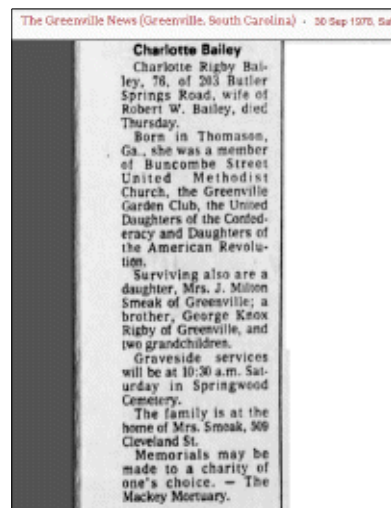 The Greenville News (Greenville, South Carolina) · 30 Sep 1978, Sat
Charlotte Bailey
Charlotte Rigby Bai-
ley, 76, of 203 Butler
Springs Road, wife of
Robert W. Bailey, died
Thursday.
Born in Thomason,
Ga., she was a member
of Buncombe Street
United Methodist
Church, the Greenville
Garden Club, the United
Daughters of the Confed-
eracy and Daughters of
the American Revolu-
tion.
Surviving also are a
daughter, Mrs. J. Milton
Smeak of Greenville; a
brother, George Knox
Rigby of Greenville, and
two grandchildren.
Graveside services
will be at 10:30 a.m. Sat-
urday in Springwood
Cemetery.
The family is at the
home of Mrs. Smeak, 509
Cleveland St.
Memorials may be
made to a charity of
one's choice. — The
Mackey Mortuary.